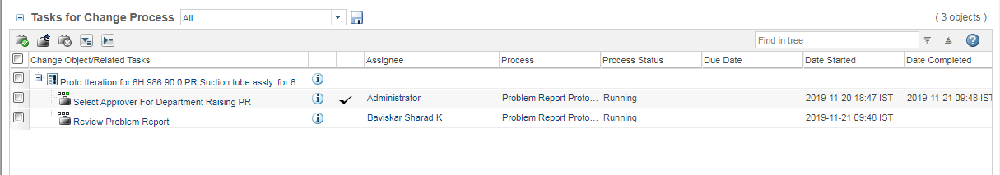 Tasks for Change Process All ( 3 objects )
Find in tree
Change Object/Related Tasks Assignee Process Process Status Due Date Date Started Date Completed
Proto Iteration for 6H.986.90.0.PR Suction tube assly. for 6...
Select Approver For Department Raising PR Administrator Problem Report Proto... Running 2019-11-20 18:47 IST 2019-11-21 09:48 IST
Review Problem Report Baviskar Sharad K Problem Report Proto... Running 2019-11-21 09:48 IST